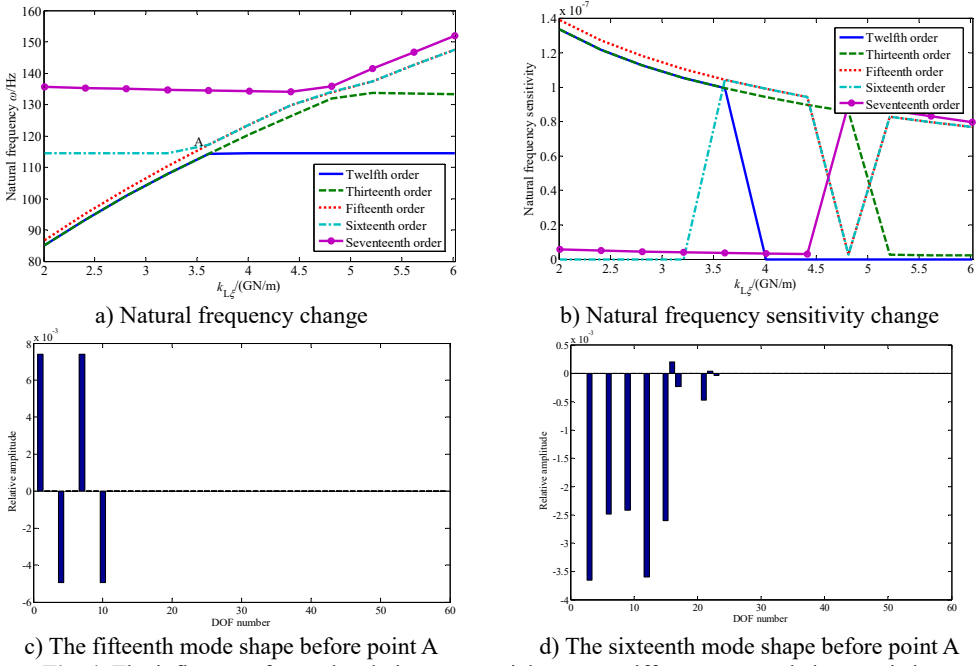 160
150
140
130
120
110
100
90
80
Natural frequency ω/Hz
A
Twelfth order
Thirteenth order
Fifteenth order
Sixteenth order
Seventeenth order
2 2.5 3 3.5 4 4.5 5 5.5 6
k_Lξ/(GN/m)
a) Natural frequency change
x 10^-7
1.4
1.2
1
0.8
0.6
0.4
0.2
0
Natural frequency sensitivity
Twelfth order
Thirteenth order
Fifteenth order
Sixteenth order
Seventeenth order
2 2.5 3 3.5 4 4.5 5 5.5 6
k_Lξ/(GN/m)
b) Natural frequency sensitivity change
x 10^-3
8
6
4
2
0
-2
-4
-6
Relative amplitude
0 10 20 30 40 50 60
DOF number
c) The fifteenth mode shape before point A
x 10^-3
0.5
0
-0.5
-1
-1.5
-2
-2.5
-3
-3.5
-4
Relative amplitude
0 10 20 30 40 50 60
DOF number
d) The sixteenth mode shape before point A